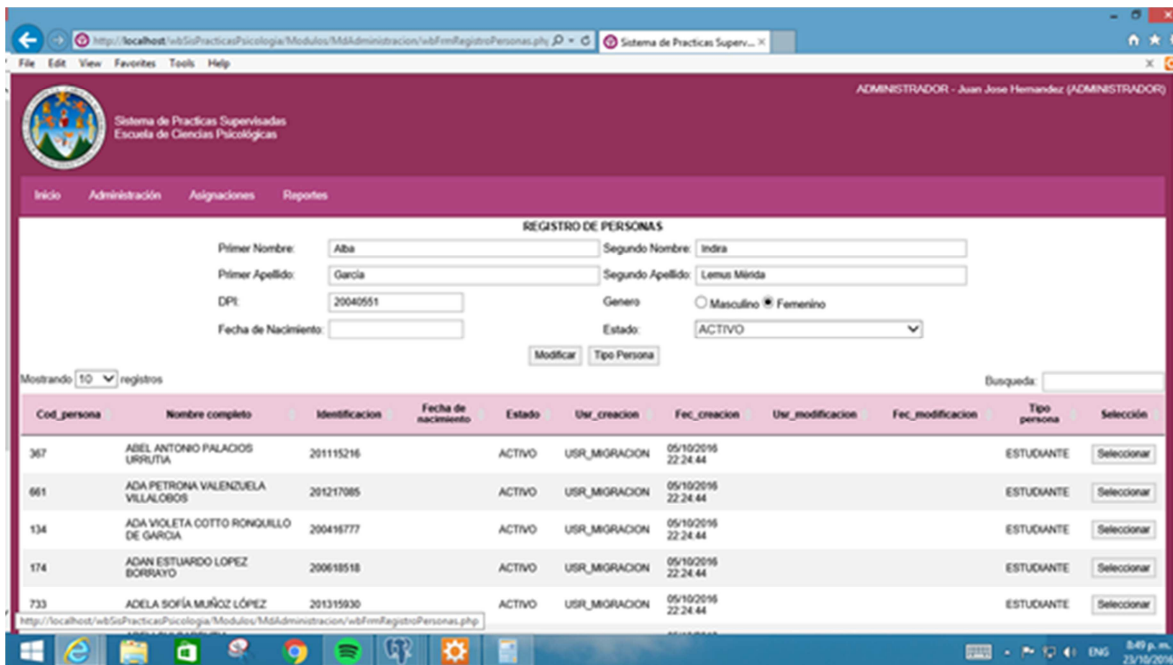 http://localhost/wbSisPracticasPsicologia/Modulos/MdAdministracion/wbFrmRegistroPersonas.php
Sistema de Practicas Superv...
File Edit View Favorites Tools Help
ADMINISTRADOR - Juan Jose Hernandez (ADMINISTRADOR)
Sistema de Practicas Supervisadas
Escuela de Ciencias Psicológicas
Inicio Administración Asignaciones Reportes
REGISTRO DE PERSONAS
Primer Nombre: Alba Segundo Nombre: Indira
Primer Apellido: García Segundo Apellido: Lemus Mérida
DPI: 20040551 Genero Masculino Femenino
Fecha de Nacimiento: Estado: ACTIVO
Modificar Tipo Persona
Mostrando 10 registros Busqueda:
Cod_persona Nombre completo Identificacion Fecha de nacimiento Estado Usr_creacion Fec_creacion Usr_modificacion Fec_modificacion Tipo persona Selección
367 ABEL ANTONIO PALACIOS URRUTIA 201115216 ACTIVO USR_MIGRACION 05/10/2016 22:24:44 ESTUDIANTE Seleccionar
661 ADA PETRONA VALENZUELA VILLALOBOS 201217085 ACTIVO USR_MIGRACION 05/10/2016 22:24:44 ESTUDIANTE Seleccionar
134 ADA VIOLETA COTTO RONQUILLO DE GARCIA 200416777 ACTIVO USR_MIGRACION 05/10/2016 22:24:44 ESTUDIANTE Seleccionar
174 ADAN ESTUARDO LOPEZ BORRAYO 200618518 ACTIVO USR_MIGRACION 05/10/2016 22:24:44 ESTUDIANTE Seleccionar
733 ADELA SOFÍA MUÑOZ LÓPEZ 201315930 ACTIVO USR_MIGRACION 05/10/2016 22:24:44 ESTUDIANTE Seleccionar
http://localhost/wbSisPracticasPsicologia/Modulos/MdAdministracion/wbFrmRegistroPersonas.php
ENG 8:49 p. m.
23/10/2016